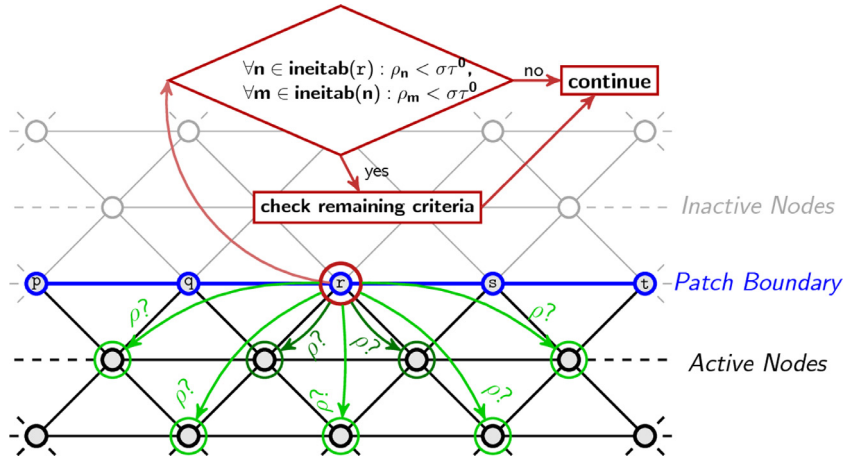 ∀n ∈ ineitab(r) : ρₙ < στ⁰,
∀m ∈ ineitab(n) : ρₘ < στ⁰
no
continue
yes
check remaining criteria
Inactive Nodes
p
q
r
s
t
Patch Boundary
ρ?
ρ?
ρ?
ρ?
Active Nodes
ρ?
ρ?
ρ?